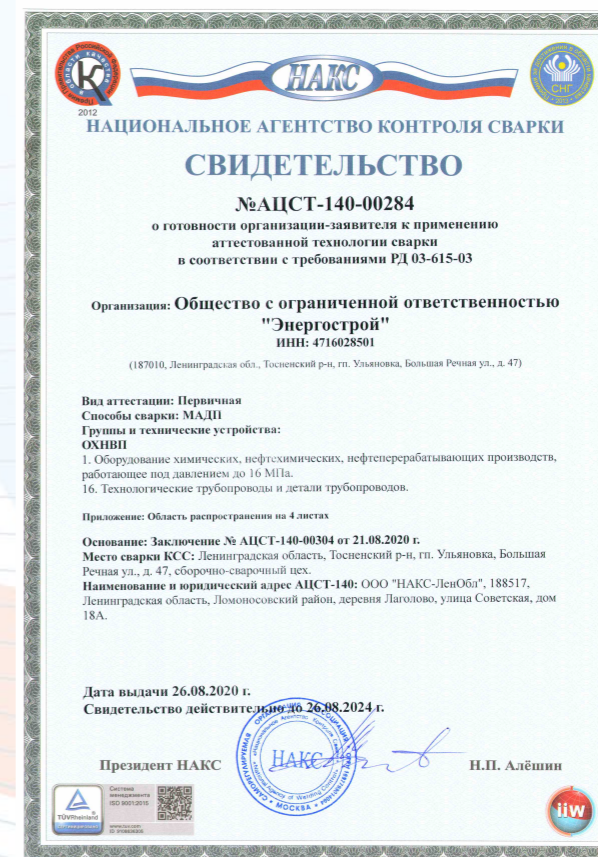 НАКС
СНГ
2012
НАЦИОНАЛЬНОЕ АГЕНТСТВО КОНТРОЛЯ СВАРКИ
СВИДЕТЕЛЬСТВО
№АЦСТ-140-00284
о готовности организации-заявителя к применению
аттестованной технологии сварки
в соответствии с требованиями РД 03-615-03
Организация: Общество с ограниченной ответственностью
"Энергострой"
ИНН: 4716028501
(187010, Ленинградская обл., Тосненский р-н, гп. Ульяновка, Большая Речная ул., д. 47)
Вид аттестации: Первичная
Способы сварки: МАДП
Группы и технические устройства:
ОХНВП
1. Оборудование химических, нефтехимических, нефтеперерабатывающих производств,
работающее под давлением до 16 МПа.
16. Технологические трубопроводы и детали трубопроводов.
Приложение: Область распространения на 4 листах
Основание: Заключение № АЦСТ-140-00304 от 21.08.2020 г.
Место сварки КСС: Ленинградская область, Тосненский р-н, гп. Ульяновка, Большая
Речная ул., д. 47, сборочно-сварочный цех.
Наименование и юридический адрес АЦСТ-140: ООО "НАКС-ЛенОбл", 188517,
Ленинградская область, Ломоносовский район, деревня Лаголово, улица Советская, дом
18А.
Дата выдачи 26.08.2020 г.
Свидетельство действительно до 26.08.2024 г.
Президент НАКС
НАКС
МОСКВА
Н.П. Алёшин
TÜVRheinland
Система
менеджмента
ISO 9001:2015
www.tuv.com
iiw